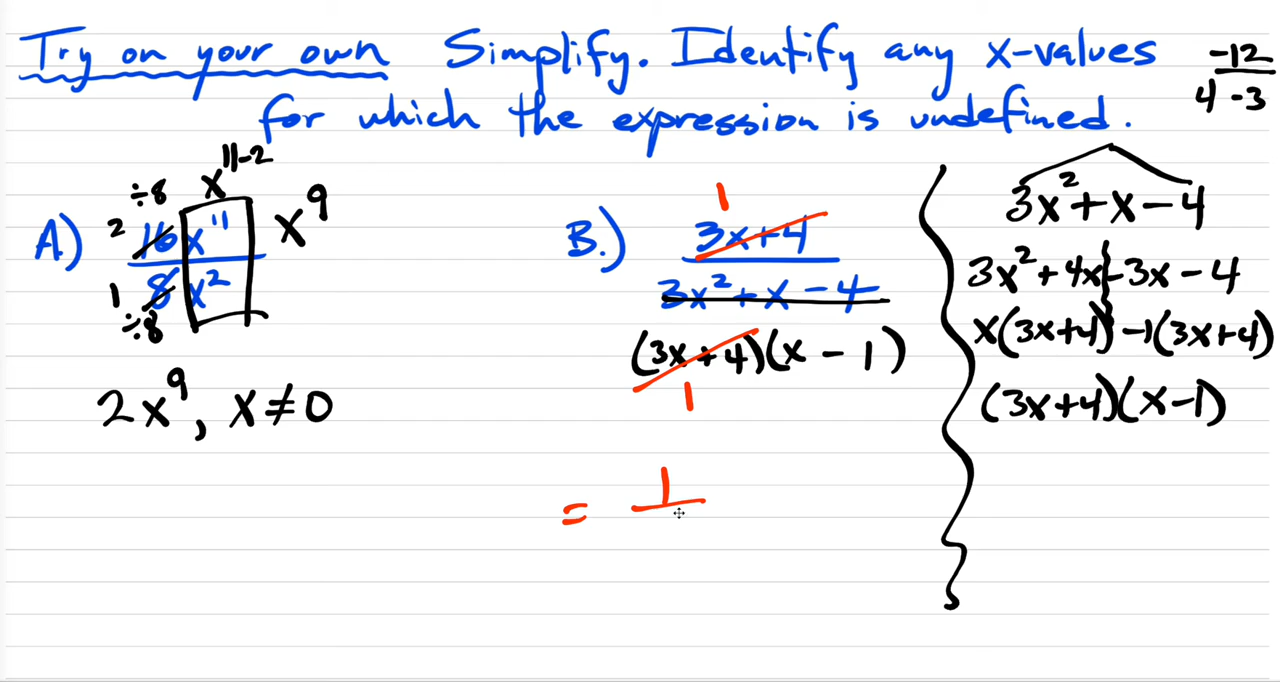 Try on your own Simplify. Identify any x-values
for which the expression is undefined.
-12
4 -3
A.)
÷8
x^11-2
2 16x^11
1 8x^2
÷8
x^9
2x^9, x ≠ 0
B.)
1
3x+4
3x^2+x-4
(3x+4)(x-1)
1
= 1
3x^2+x-4
3x^2+4x-3x-4
x(3x+4)-1(3x+4)
(3x+4)(x-1)